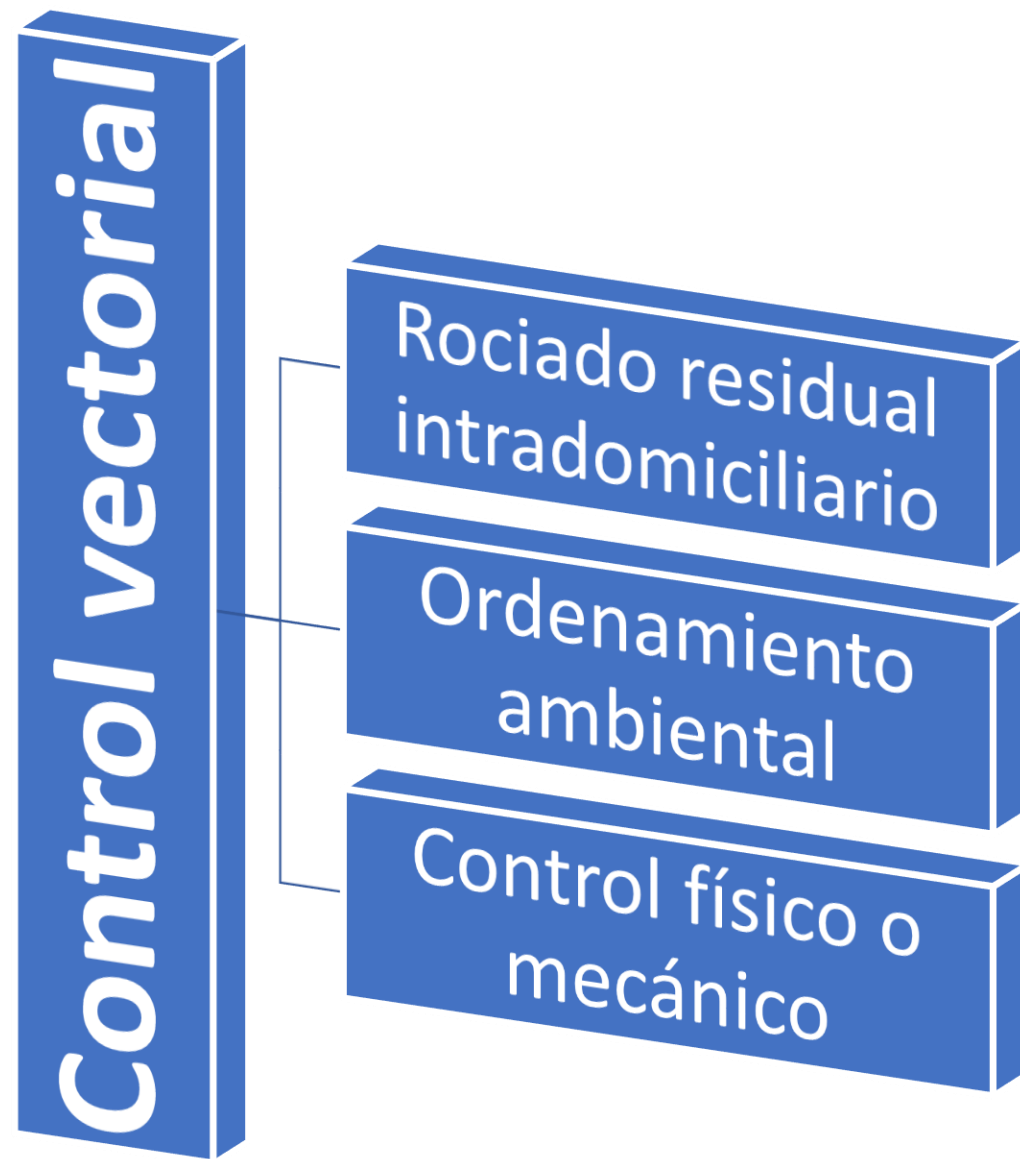 Control vectorial
Rociado residual
intradomiciliario
Ordenamiento
ambiental
Control físico o
mecánico